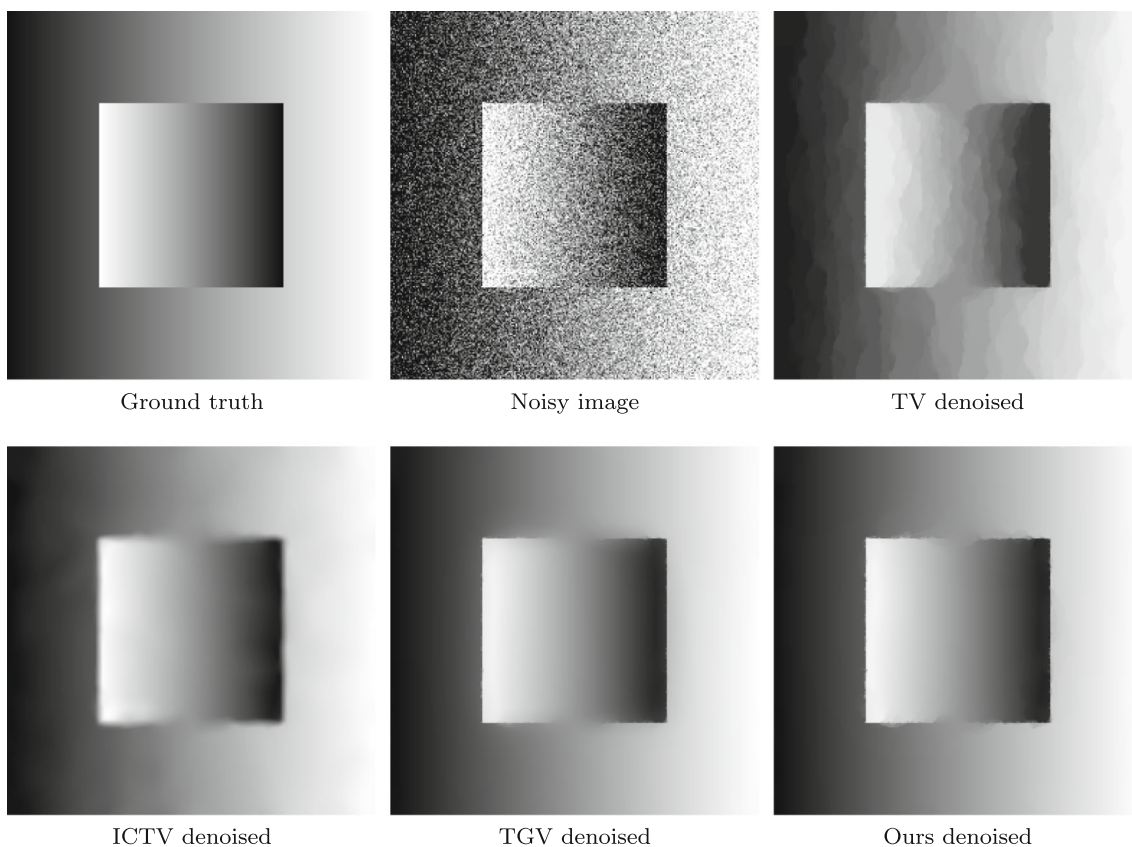 Ground truth
Noisy image
TV denoised
ICTV denoised
TGV denoised
Ours denoised